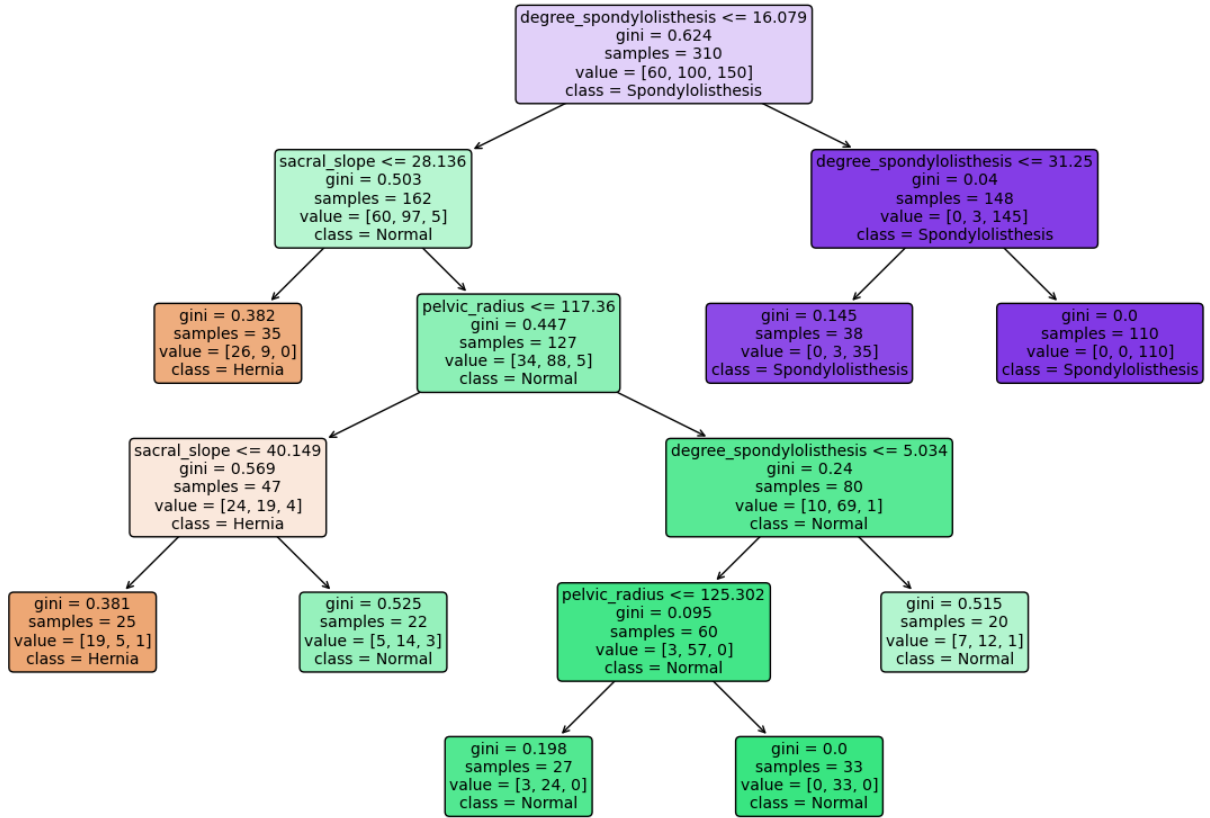 degree_spondylolisthesis <= 16.079
gini = 0.624
samples = 310
value = [60, 100, 150]
class = Spondylolisthesis
sacral_slope <= 28.136
gini = 0.503
samples = 162
value = [60, 97, 5]
class = Normal
degree_spondylolisthesis <= 31.25
gini = 0.04
samples = 148
value = [0, 3, 145]
class = Spondylolisthesis
gini = 0.382
samples = 35
value = [26, 9, 0]
class = Hernia
pelvic_radius <= 117.36
gini = 0.447
samples = 127
value = [34, 88, 5]
class = Normal
gini = 0.145
samples = 38
value = [0, 3, 35]
class = Spondylolisthesis
gini = 0.0
samples = 110
value = [0, 0, 110]
class = Spondylolisthesis
sacral_slope <= 40.149
gini = 0.569
samples = 47
value = [24, 19, 4]
class = Hernia
degree_spondylolisthesis <= 5.034
gini = 0.24
samples = 80
value = [10, 69, 1]
class = Normal
gini = 0.381
samples = 25
value = [19, 5, 1]
class = Hernia
gini = 0.525
samples = 22
value = [5, 14, 3]
class = Normal
pelvic_radius <= 125.302
gini = 0.095
samples = 60
value = [3, 57, 0]
class = Normal
gini = 0.515
samples = 20
value = [7, 12, 1]
class = Normal
gini = 0.198
samples = 27
value = [3, 24, 0]
class = Normal
gini = 0.0
samples = 33
value = [0, 33, 0]
class = Normal